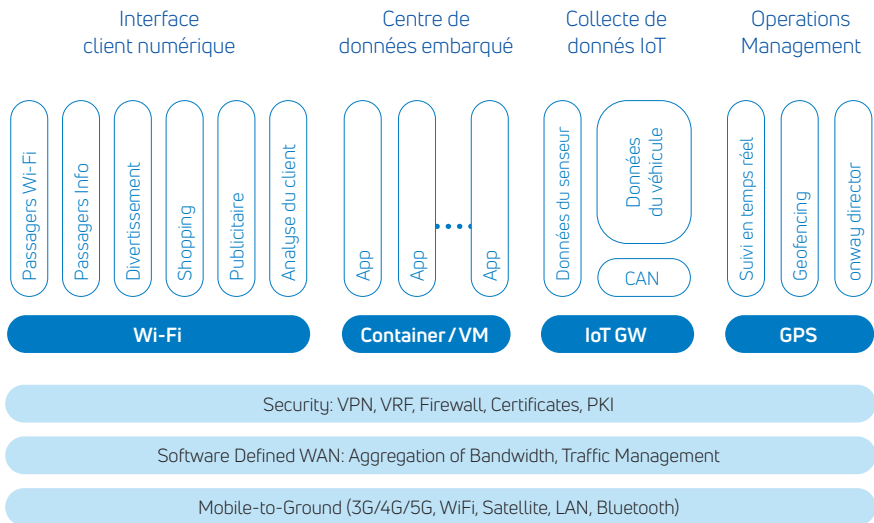 Interface
client numérique
Centre de
données embarqué
Collecte de
donnés IoT
Operations
Management
Passagers Wi-Fi
Passagers Info
Divertissement
Shopping
Publicitaire
Analyse du client
App
App
App
Données du senseur
Données
du véhicule
CAN
Suivi en temps réel
Geofencing
onway director
Wi-Fi
Container / VM
IoT GW
GPS
Security: VPN, VRF, Firewall, Certificates, PKI
Software Defined WAN: Aggregation of Bandwidth, Traffic Management
Mobile-to-Ground (3G/4G/5G, WiFi, Satellite, LAN, Bluetooth)